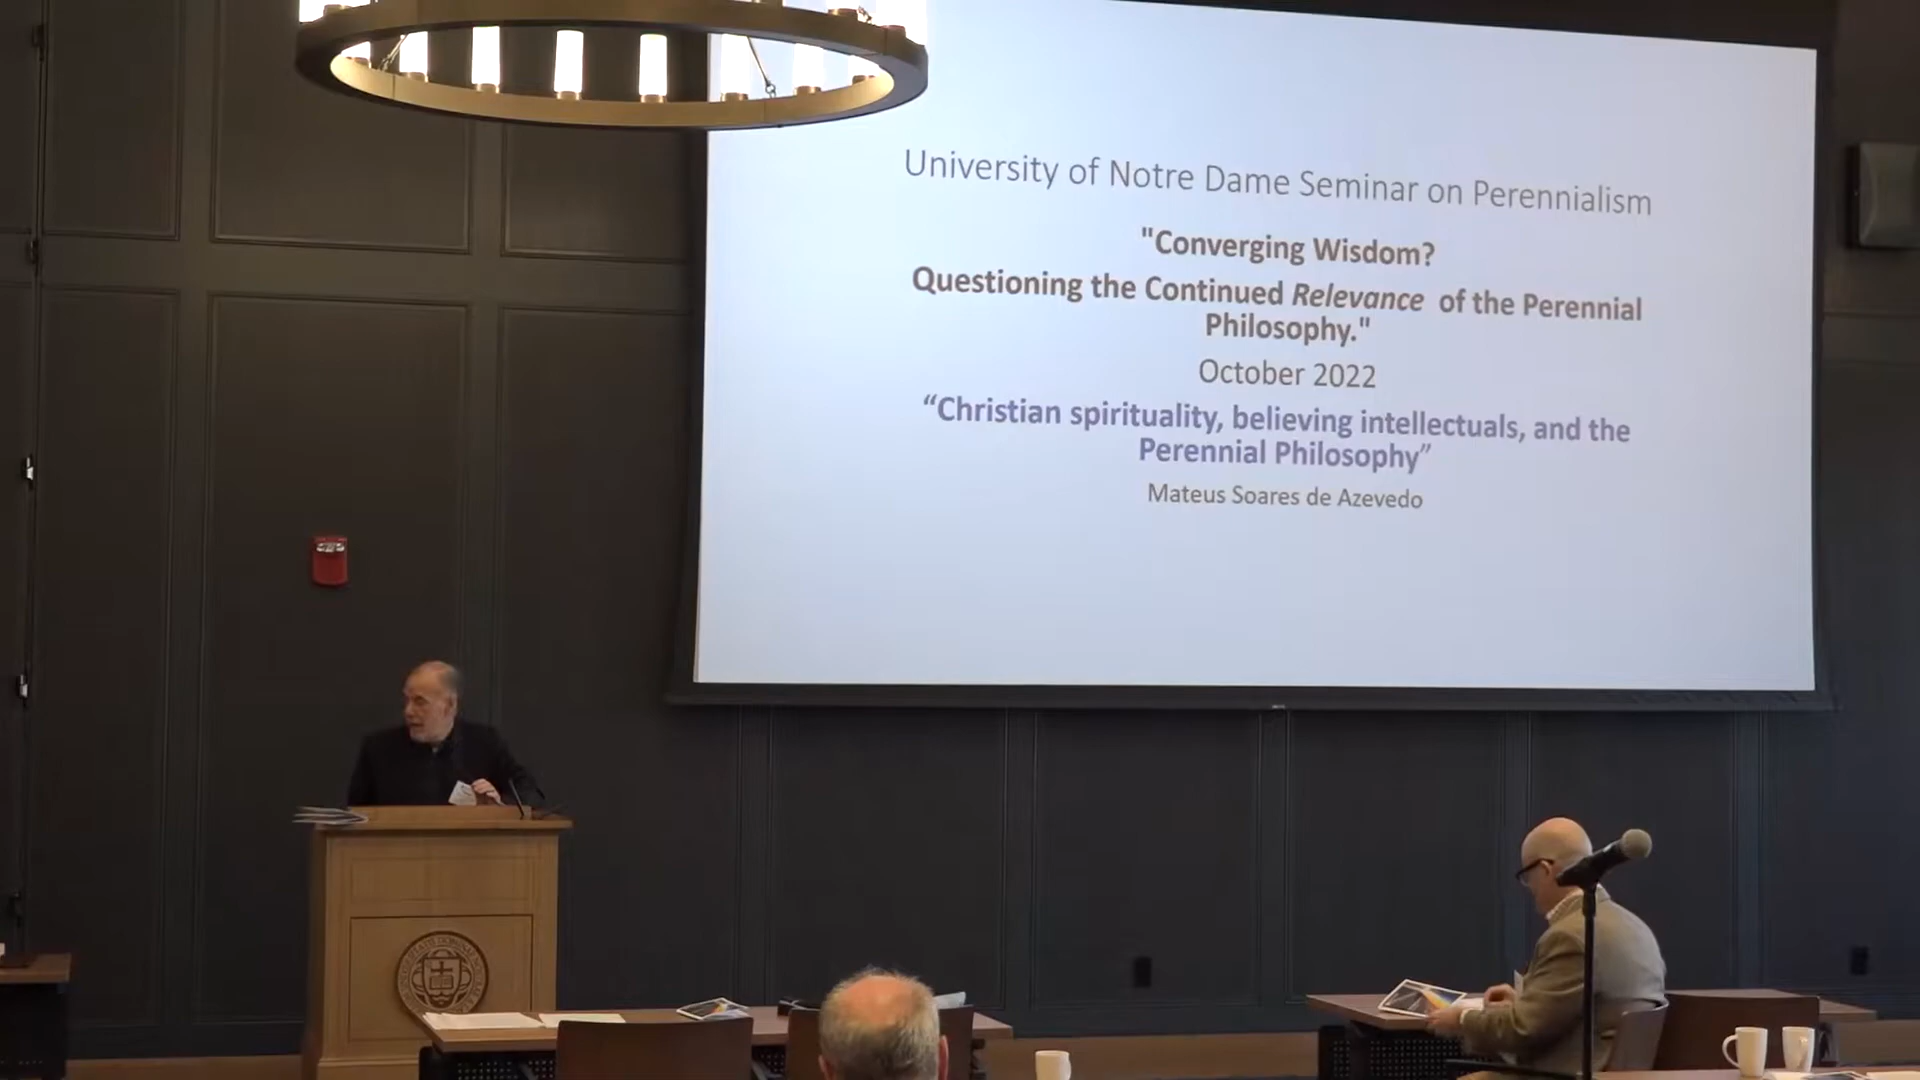 University of Notre Dame Seminar on Perennialism
"Converging Wisdom?
Questioning the Continued Relevance of the Perennial
Philosophy."
October 2022
“Christian spirituality, believing intellectuals, and the
Perennial Philosophy”
Mateus Soares de Azevedo